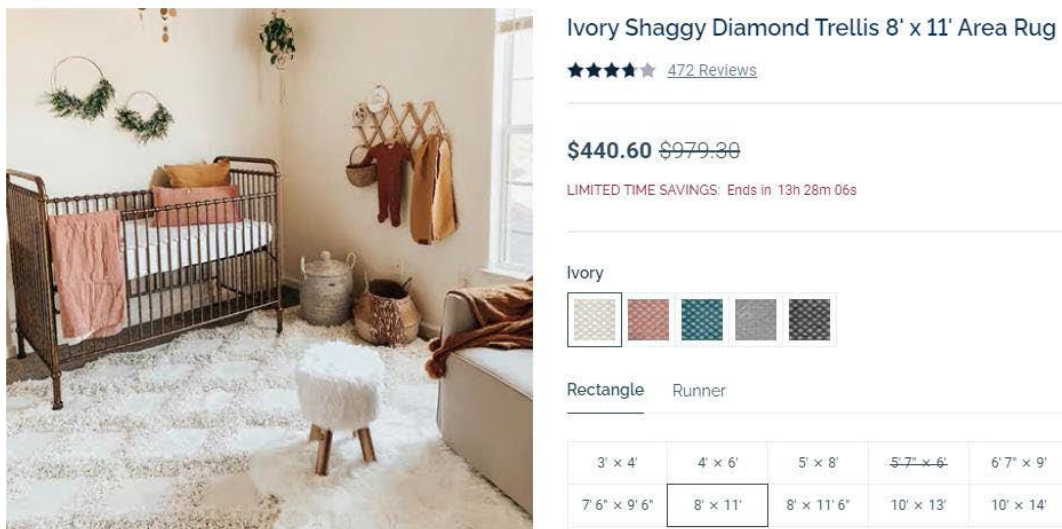 Ivory Shaggy Diamond Trellis 8' x 11' Area Rug
472 Reviews
$440.60 $979.30
LIMITED TIME SAVINGS: Ends in 13h 28m 06s
Ivory
Rectangle Runner
3' × 4' 4' × 6' 5' × 8' 5' 7" × 6' 6' 7" × 9'
7' 6" × 9' 6" 8' × 11' 8' × 11' 6" 10' × 13' 10' × 14'